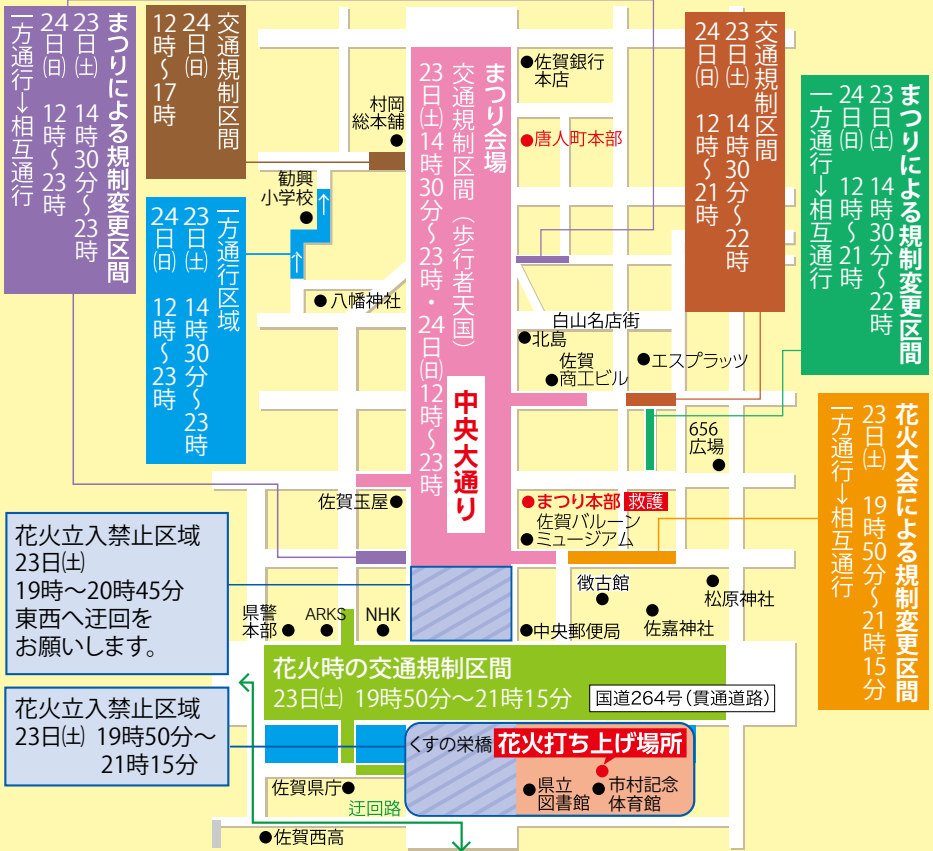 まつりによる規制変更区間
23日(土) 14時30分～23時
24日(日) 12時～23時
一方通行→相互通行
交通規制区間
24日(日)
12時～17時
一方通行区域
23日(土) 14時30分～23時
24日(日) 12時～23時
村岡
総本舗
勧興
小学校
↑
↑
八幡神社
まつり会場
交通規制区間（歩行者天国）
23日(土)14時30分～23時・24日(日)12時～23時
中央大通り
佐賀銀行
本店
唐人町本部
交通規制区間
23日(土) 14時30分～22時
24日(日) 12時～21時
まつりによる規制変更区間
23日(土) 14時30分～22時
24日(日) 12時～21時
一方通行→相互通行
白山名店街
北島
佐賀
商工ビル
エスプラッツ
656
広場
花火大会による規制変更区間
23日(土) 19時50分～21時15分
一方通行→相互通行
佐賀玉屋
まつり本部 救護
佐賀バルーン
ミュージアム
花火立入禁止区域
23日(土)
19時～20時45分
東西へ迂回を
お願いします。
県警
本部
ARKS
NHK
中央郵便局
徴古館
佐嘉神社
松原神社
花火時の交通規制区間
23日(土) 19時50分～21時15分
国道264号（貫通道路）
花火立入禁止区域
23日(土) 19時50分～
21時15分
くすの栄橋
花火打ち上げ場所
県立
図書館
市村記念
体育館
佐賀県庁
迂回路
佐賀西高